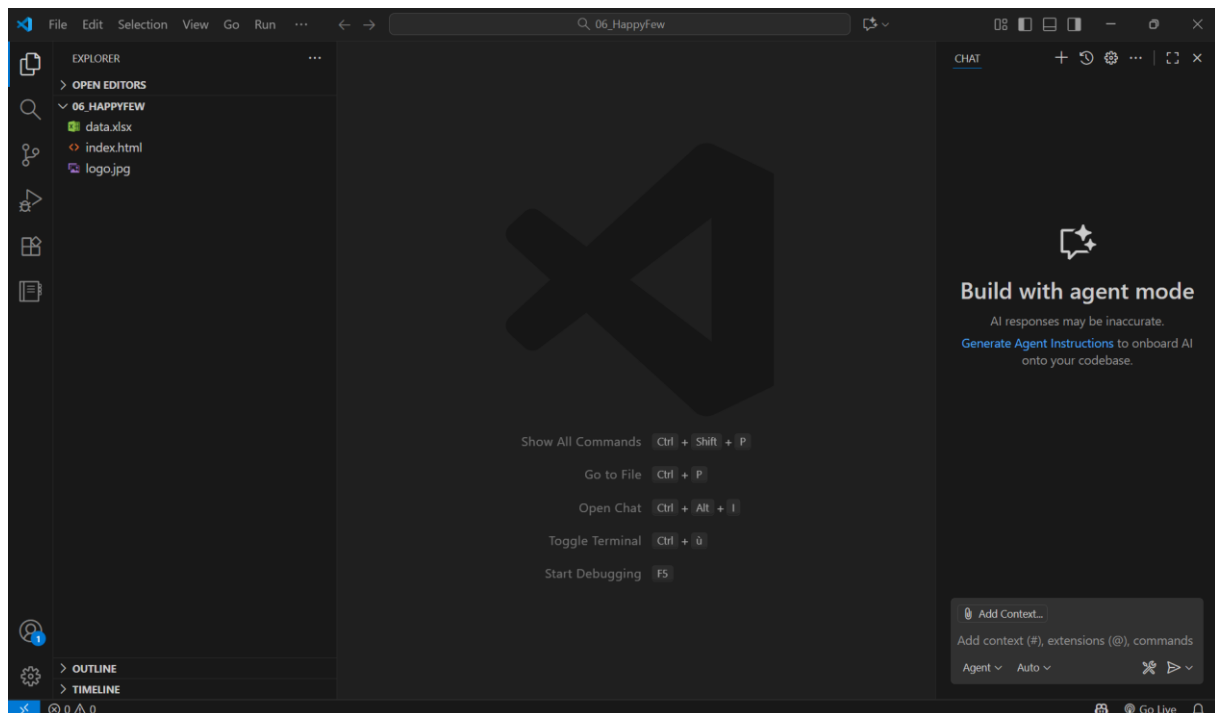 File Edit Selection View Go Run ... 06_HappyFew
EXPLORER ...
OPEN EDITORS
06_HAPPYFEW
data.xlsx
index.html
logo.jpg
Show All Commands Ctrl + Shift + P
Go to File Ctrl + P
Open Chat Ctrl + Alt + I
Toggle Terminal Ctrl + ù
Start Debugging F5
CHAT
Build with agent mode
AI responses may be inaccurate.
Generate Agent Instructions to onboard AI
onto your codebase.
Add Context...
Add context (#), extensions (@), commands
Agent Auto
1
OUTLINE
TIMELINE
0 0 Go Live